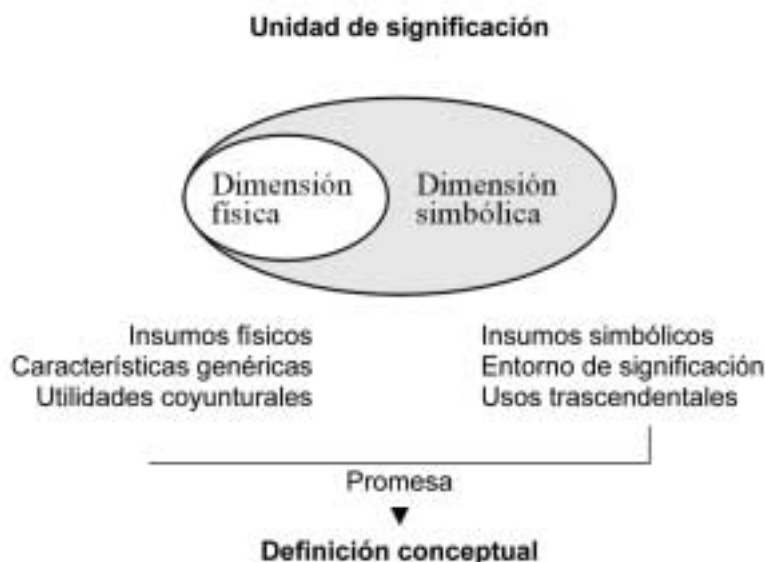 Unidad de significación
Dimensión
física
Dimensión
simbólica
Insumos físicos
Características genéricas
Utilidades coyunturales
Insumos simbólicos
Entorno de significación
Usos trascendentales
Promesa
Definición conceptual